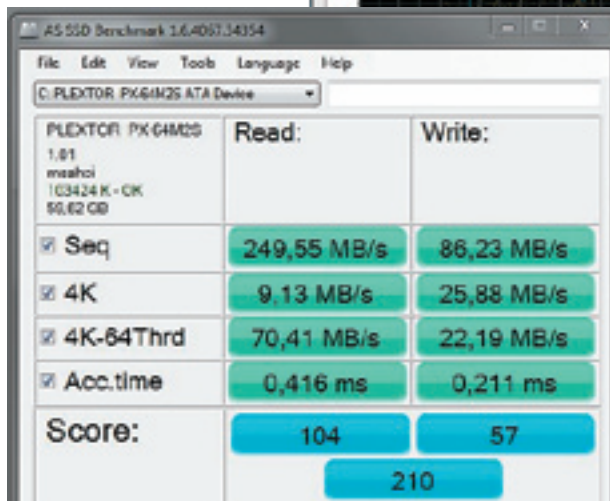 AS SSD Benchmark 1.6.4067.34354
File Edit View Tools Language Help
C: PLEXTOR PX-64M2S ATA Device
PLEXTOR PX-64M2S
1.01
msahci
103424 K - OK
59,62 GB
Read:
Write:
Seq
249,55 MB/s
86,23 MB/s
4K
9,13 MB/s
25,88 MB/s
4K-64Thrd
70,41 MB/s
22,19 MB/s
Acc.time
0,416 ms
0,211 ms
Score:
104
57
210